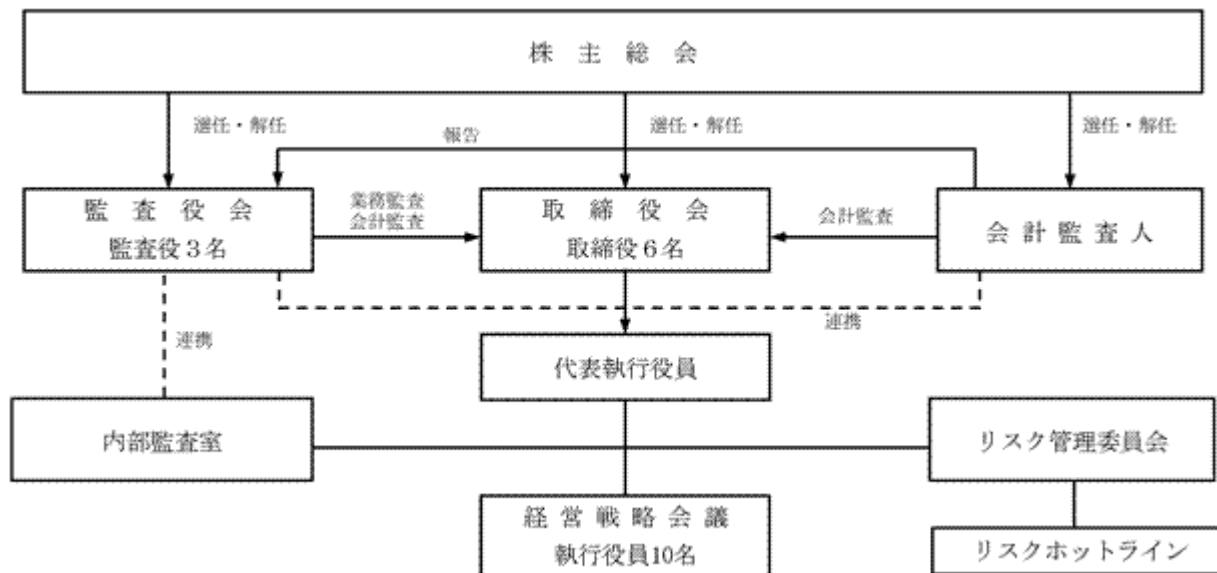 株主総会
選任・解任
選任・解任
選任・解任
報告
監査役会
監査役3名
業務監査
会計監査
取締役会
取締役6名
会計監査
会計監査人
連携
連携
代表執行役員
内部監査室
リスク管理委員会
経営戦略会議
執行役員10名
リスクホットライン